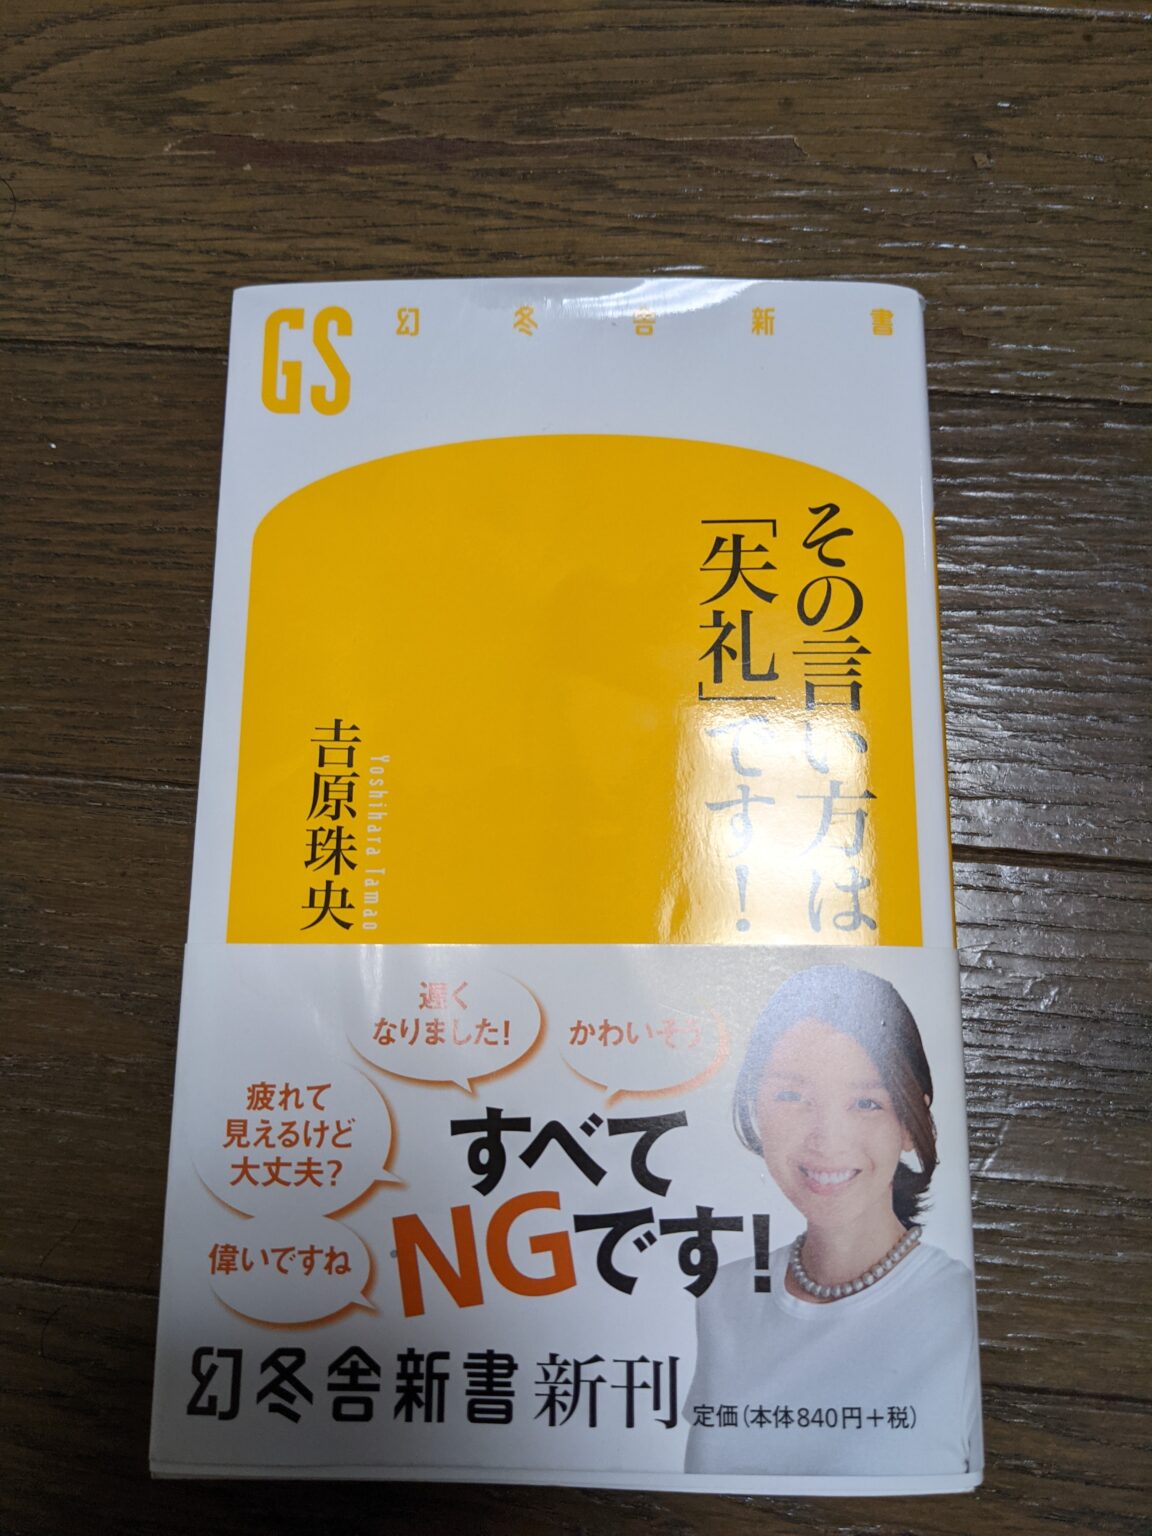 GS
幻冬舎新書
その言い方は
「失礼」です!
吉原珠央
Yoshihara Tamao
遅く
なりました!
かわいそう
疲れて
見えるけど
大丈夫?
偉いですね
すべて
NGです!
幻冬舎新書 新刊
定価(本体840円+税)